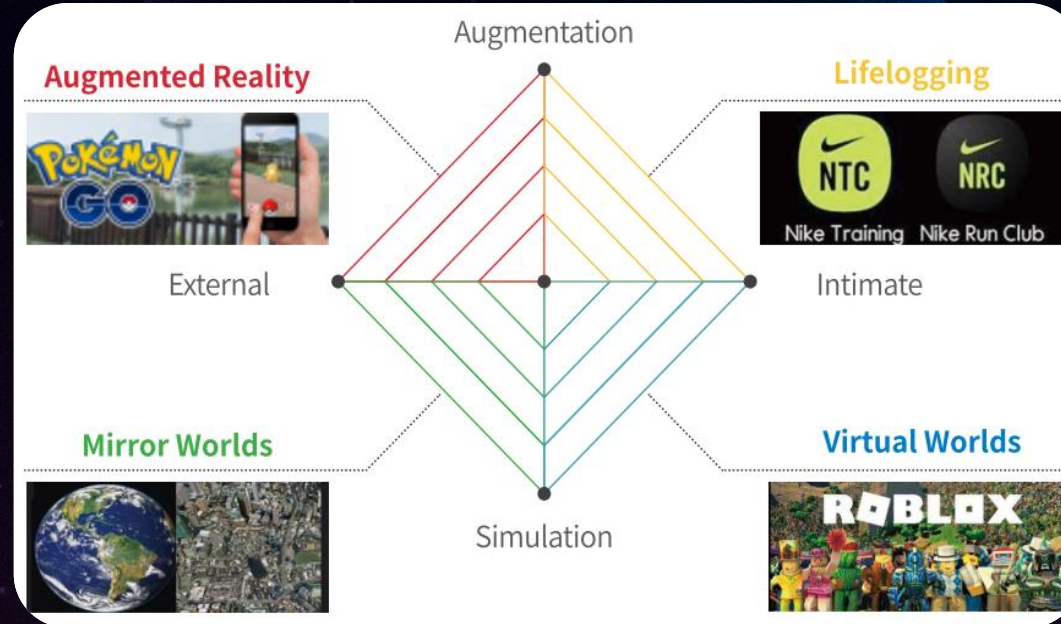 Augmentation
Augmented Reality
Lifelogging
POKÉMON
GO
NTC
NRC
Nike Training
Nike Run Club
External
Intimate
Mirror Worlds
Virtual Worlds
ROBLOX
Simulation